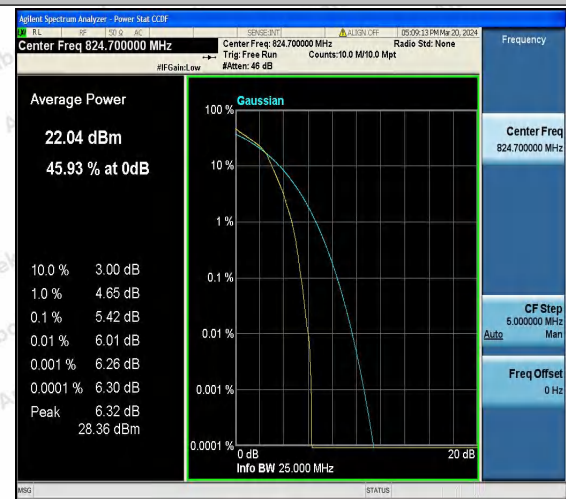 Agilent Spectrum Analyzer - Power Stat CCDF
RL RF 50 Ω AC SENSE:INT ALIGN OFF 05:09:13 PM Mar 20, 2024
Center Freq 824.700000 MHz
Center Freq: 824.700000 MHz Radio Std: None
Trig: Free Run Counts:10.0 M/10.0 Mpt
#IFGain:Low #Atten: 46 dB
Frequency
Average Power
22.04 dBm
45.93 % at 0dB
10.0 % 3.00 dB
1.0 % 4.65 dB
0.1 % 5.42 dB
0.01 % 6.01 dB
0.001 % 6.26 dB
0.0001 % 6.30 dB
Peak 6.32 dB
28.36 dBm
Gaussian
100 %
10 %
1 %
0.1 %
0.01 %
0.001 %
0.0001 %
0 dB 20 dB
Info BW 25.000 MHz
Center Freq
824.700000 MHz
CF Step
5.000000 MHz
Auto Man
Freq Offset
0 Hz
MSG STATUS